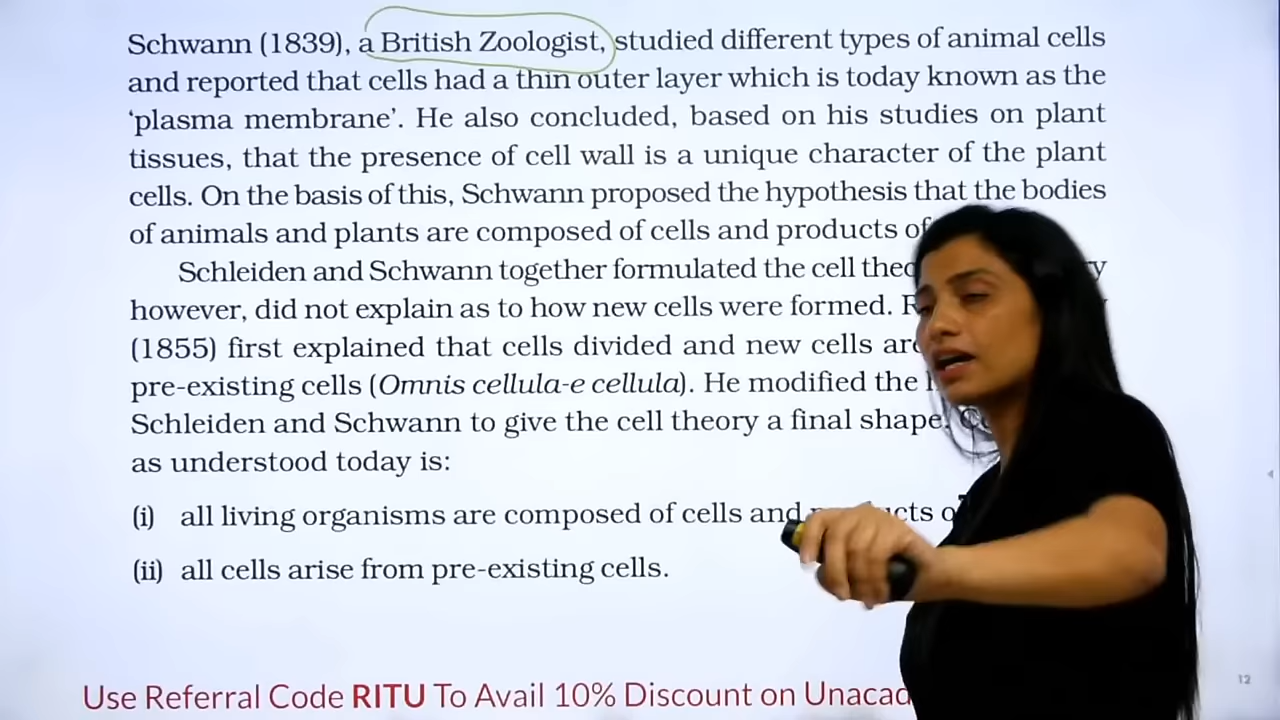 Schwann (1839), a British Zoologist, studied different types of animal cells
and reported that cells had a thin outer layer which is today known as the
‘plasma membrane’. He also concluded, based on his studies on plant
tissues, that the presence of cell wall is a unique character of the plant
cells. On the basis of this, Schwann proposed the hypothesis that the bodies
of animals and plants are composed of cells and products of
Schleiden and Schwann together formulated the cell
however, did not explain as to how new cells were formed.
(1855) first explained that cells divided and new cells
pre-existing cells (Omnis cellula-e cellula). He modified the
Schleiden and Schwann to give the cell theory a final shape.
as understood today is:
(i) all living organisms are composed of cells and
(ii) all cells arise from pre-existing cells.
Use Referral Code RITU To Avail 10% Discount on
12